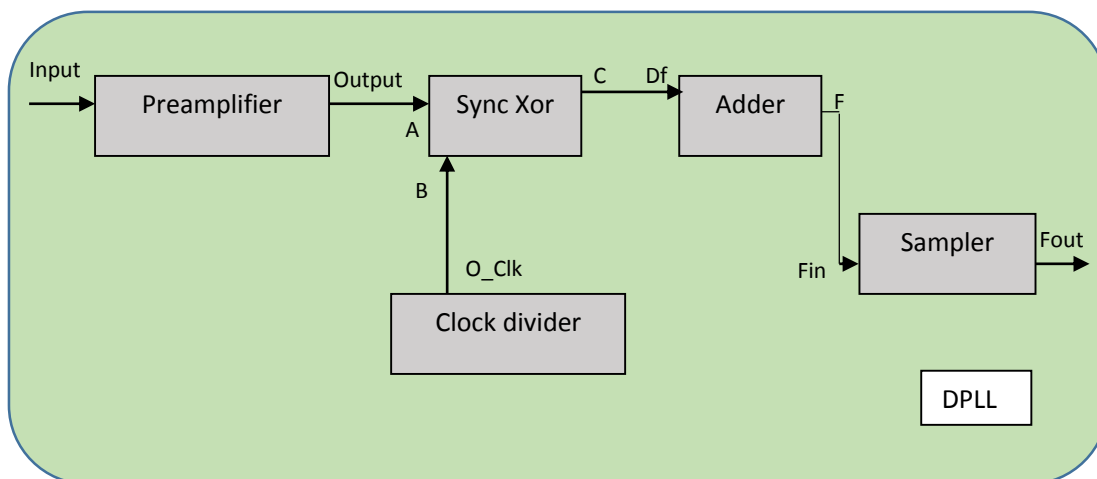 Input
Preamplifier
Output
A
Sync Xor
C
Df
Adder
F
B
O_Clk
Clock divider
Fin
Sampler
Fout
DPLL